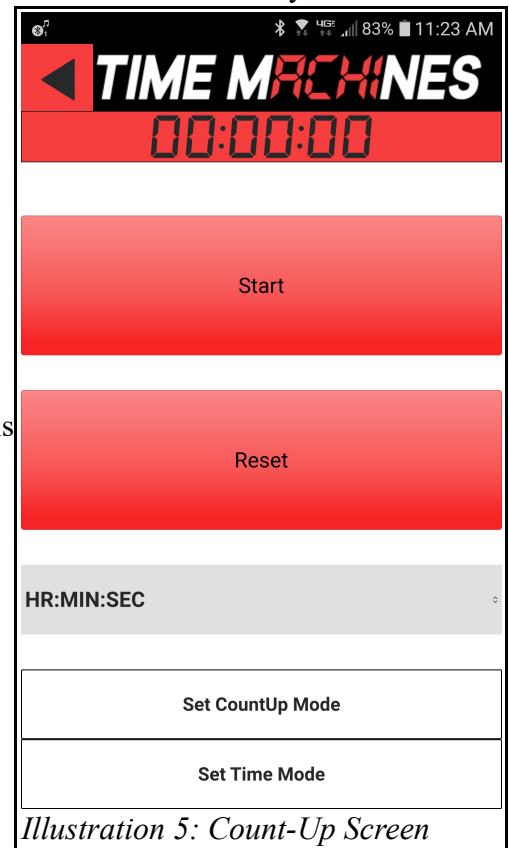 4GE 83% 11:23 AM
TIME MACHINES
00:00:00
Start
Reset
s
HR:MIN:SEC
Set CountUp Mode
Set Time Mode
Illustration 5: Count-Up Screen